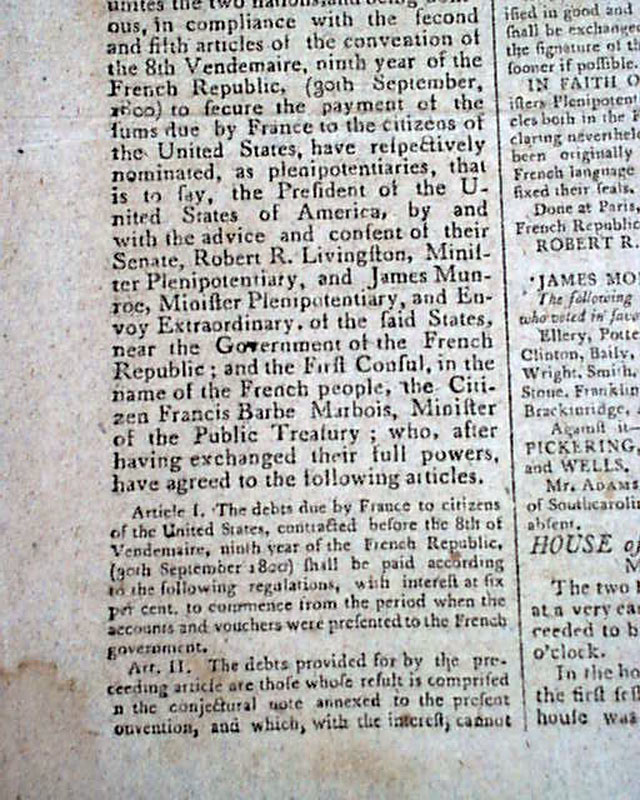 unites the two nations, and being
ous, in compliance with the ſecond
and fifth articles of the convention of
the 8th Vendemaire, ninth year of the
French Republic, (30th September,
1800) to ſecure the payment of the
ſums due by France to the citizens of
the United States, have reſpectively
nominated, as plenipotentiaries, that
is to ſay, the Preſident of the U-
nited States of America, by and
with the advice and conſent of their
Senate, Robert R. Livingſton, Miniſ-
ter Plenipotentiary, and James Mun-
roe, Miniſter Plenipotentiary, and En-
voy Extraordinary, of the ſaid States,
near the Government of the French
Republic; and the Firſt Conſul, in the
name of the French people, the Citi-
zen Francis Barbe Marbois, Miniſter
of the Public Treaſury; who, after
having exchanged their full powers,
have agreed to the following articles.
Article I. The debts due by France to citizens
of the United States, contracted before the 8th of
Vendemaire, ninth year of the French Republic,
(30th September 1800) ſhall be paid according
to the following regulations, with intereſt at ſix
per cent. to commence from the period when the
accounts and vouchers were preſented to the French
government.
Art. II. The debts provided for by the pre-
ceeding article are thoſe whoſe reſult is compriſed
n the conjectural note annexed to the preſent
onvention, and which, with the intereſt, cannot
iſied in good and
ſhall be exchange
the ſignature of t
ſooner if poſſible.
IN FAITH O
iſters Plenipotent
cles both in the F
claring neverthel
been originally
French language
fixed their ſeals.
Done at Paris,
French Republic
ROBERT R.
JAMES MO
The following
who voted in favo
Ellery, Potte
Clinton, Baily,
Wright, Smith,
Stone, Franklin
Brackinridge,
Againſt it—
PICKERING,
and WELLS.
Mr. ADAMS
of Southcarolin
abſent.
HOUSE of
M
The two
at a very ea
ceeded to b
o'clock.
In the ho
the firſt ſeſſ
houſe was